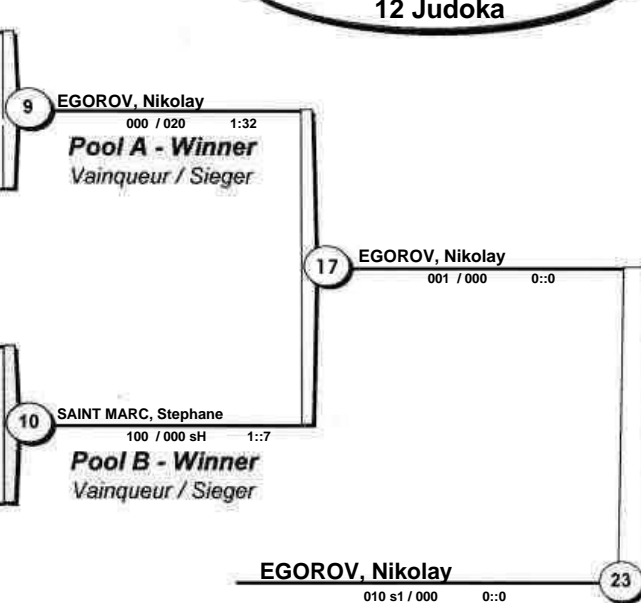 12 Judoka
9
EGOROV, Nikolay
000 / 020 1:32
Pool A - Winner
Vainqueur / Sieger
17
EGOROV, Nikolay
001 / 000 0::0
10
SAINT MARC, Stephane
100 / 000 sH 1::7
Pool B - Winner
Vainqueur / Sieger
EGOROV, Nikolay
010 s1 / 000 0::0
23